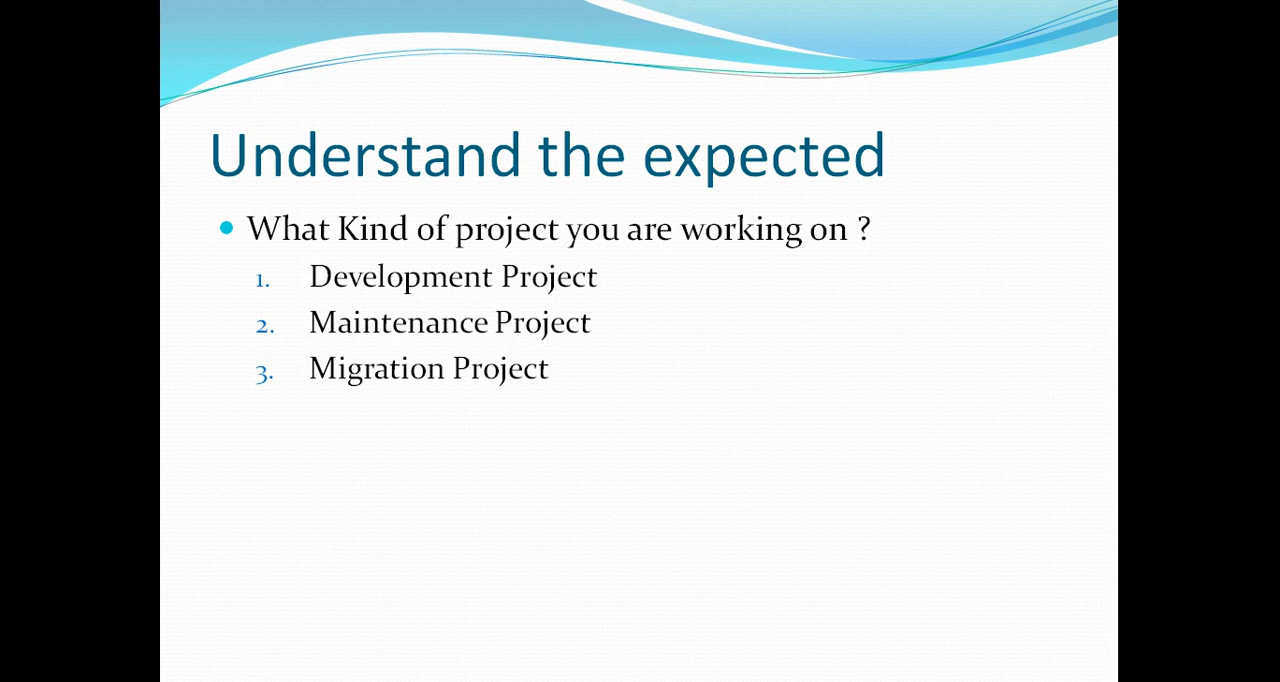 Understand the expected
• What Kind of project you are working on ?
1. Development Project
2. Maintenance Project
3. Migration Project